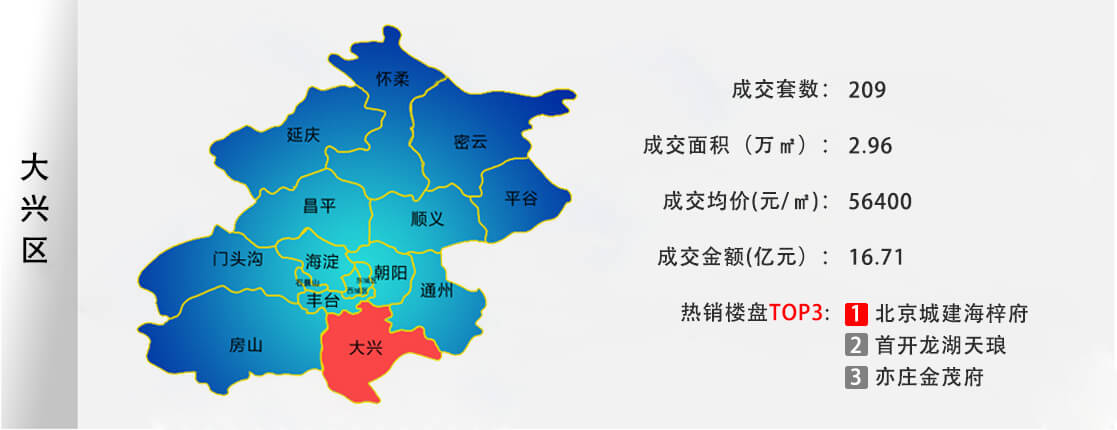 大兴区
怀柔
延庆
密云
平谷
昌平
顺义
门头沟
海淀
朝阳
石景山
东城区
西城区
通州
丰台
房山
大兴
成交套数： 209
成交面积（万㎡）： 2.96
成交均价(元/㎡)： 56400
成交金额(亿元）： 16.71
热销楼盘TOP3: 1 北京城建海梓府
2 首开龙湖天琅
3 亦庄金茂府